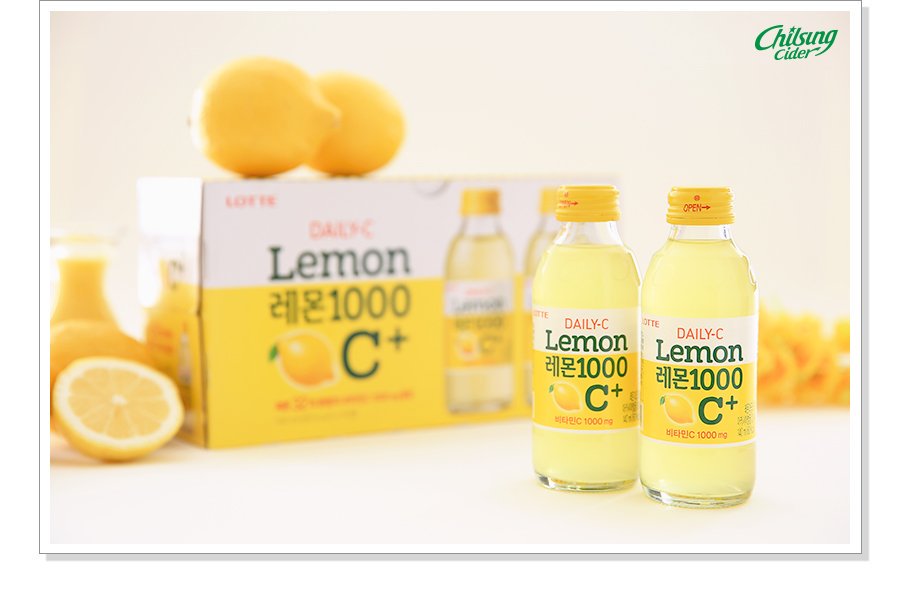 Chilsung
Cider
LOTTE
DAILY-C
Lemon
레몬1000
C+
Lemon
1000
C+
DAILY-C
Lemon
레몬1000
C+
비타민C 1000mg
OPEN→
LOTTE
DAILY-C
Lemon
레몬1000
C+
비타민C 1000mg